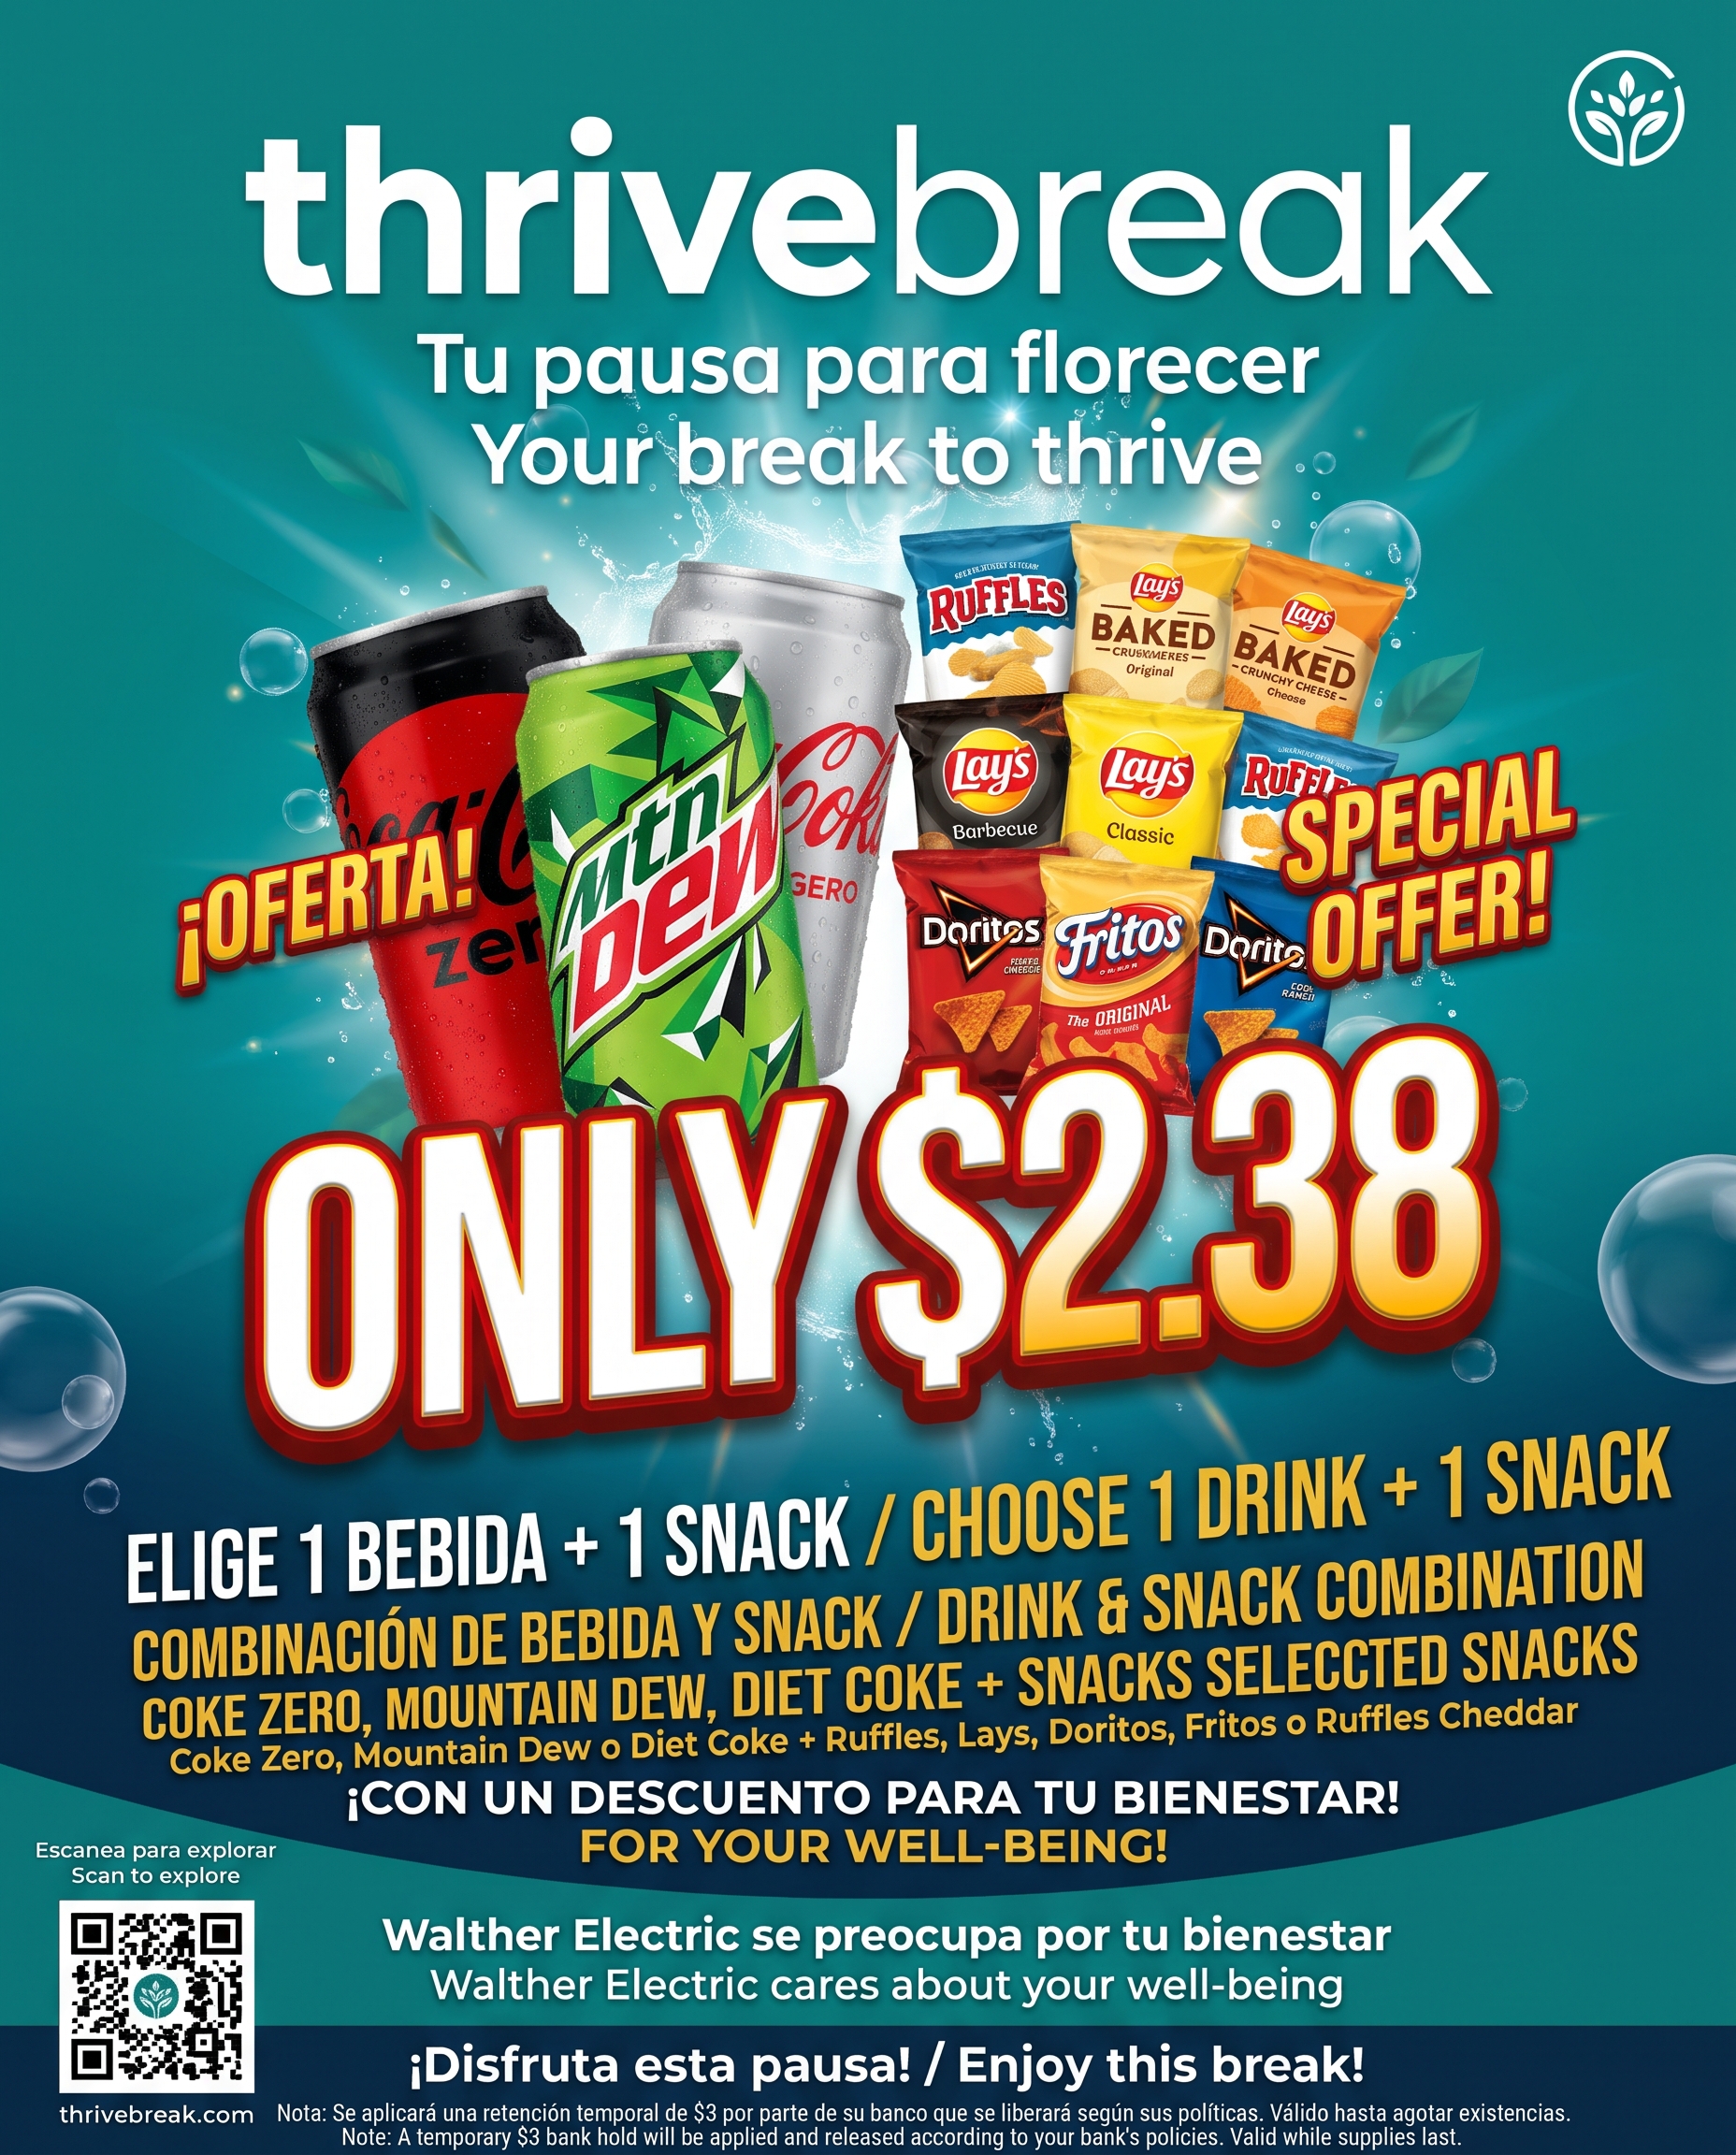 thrivebreak
Tu pausa para florecer
Your break to thrive
RUFFLES
Lay's
BAKED
CRUSXMERES
Original
Lay's
BAKED
CRUNCHY CHEESE
Cheose
Lay's
Barbecue
Lay's
Classic
RUFFL
zer
Mtn
DEW
GERO
Doritos
Fritos
The ORIGINAL
Dorito
¡OFERTA!
SPECIAL
OFFER!
ONLY $2.38
ELIGE 1 BEBIDA + 1 SNACK / CHOOSE 1 DRINK + 1 SNACK
COMBINACIÓN DE BEBIDA Y SNACK / DRINK & SNACK COMBINATION
COKE ZERO, MOUNTAIN DEW, DIET COKE + SNACKS SELECCTED SNACKS
Coke Zero, Mountain Dew o Diet Coke + Ruffles, Lays, Doritos, Fritos o Ruffles Cheddar
¡CON UN DESCUENTO PARA TU BIENESTAR!
FOR YOUR WELL-BEING!
Escanea para explorar
Scan to explore
thrivebreak.com
Walther Electric se preocupa por tu bienestar
Walther Electric cares about your well-being
¡Disfruta esta pausa! / Enjoy this break!
Nota: Se aplicará una retención temporal de $3 por parte de su banco que se liberará según sus políticas. Válido hasta agotar existencias.
Note: A temporary $3 bank hold will be applied and released according to your bank's policies. Valid while supplies last.